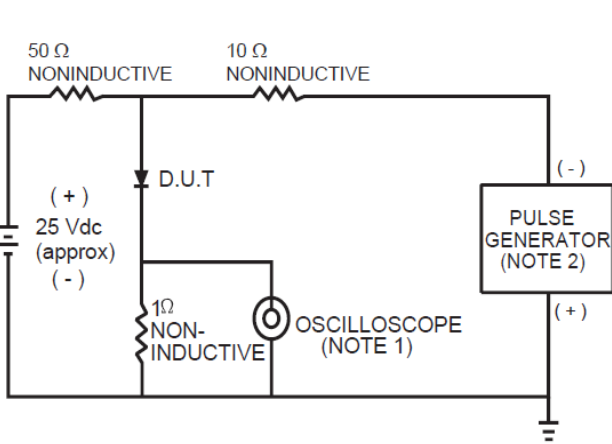 50 Ω
NONINDUCTIVE
10 Ω
NONINDUCTIVE
D.U.T
( + )
25 Vdc
(approx)
( - )
( - )
PULSE
GENERATOR
(NOTE 2)
( + )
1Ω
NON-
INDUCTIVE
OSCILLOSCOPE
(NOTE 1)